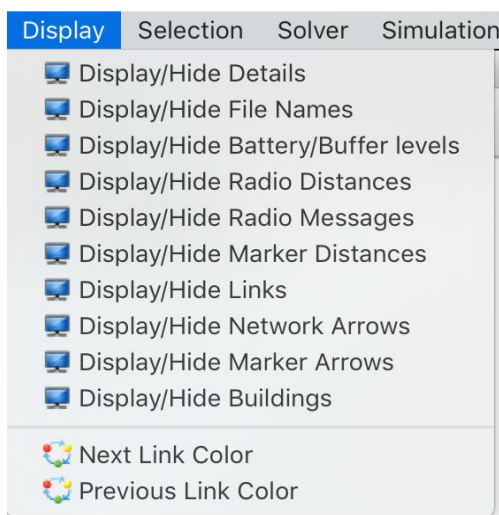 Display Selection Solver Simulation
Display/Hide Details
Display/Hide File Names
Display/Hide Battery/Buffer levels
Display/Hide Radio Distances
Display/Hide Radio Messages
Display/Hide Marker Distances
Display/Hide Links
Display/Hide Network Arrows
Display/Hide Marker Arrows
Display/Hide Buildings
Next Link Color
Previous Link Color